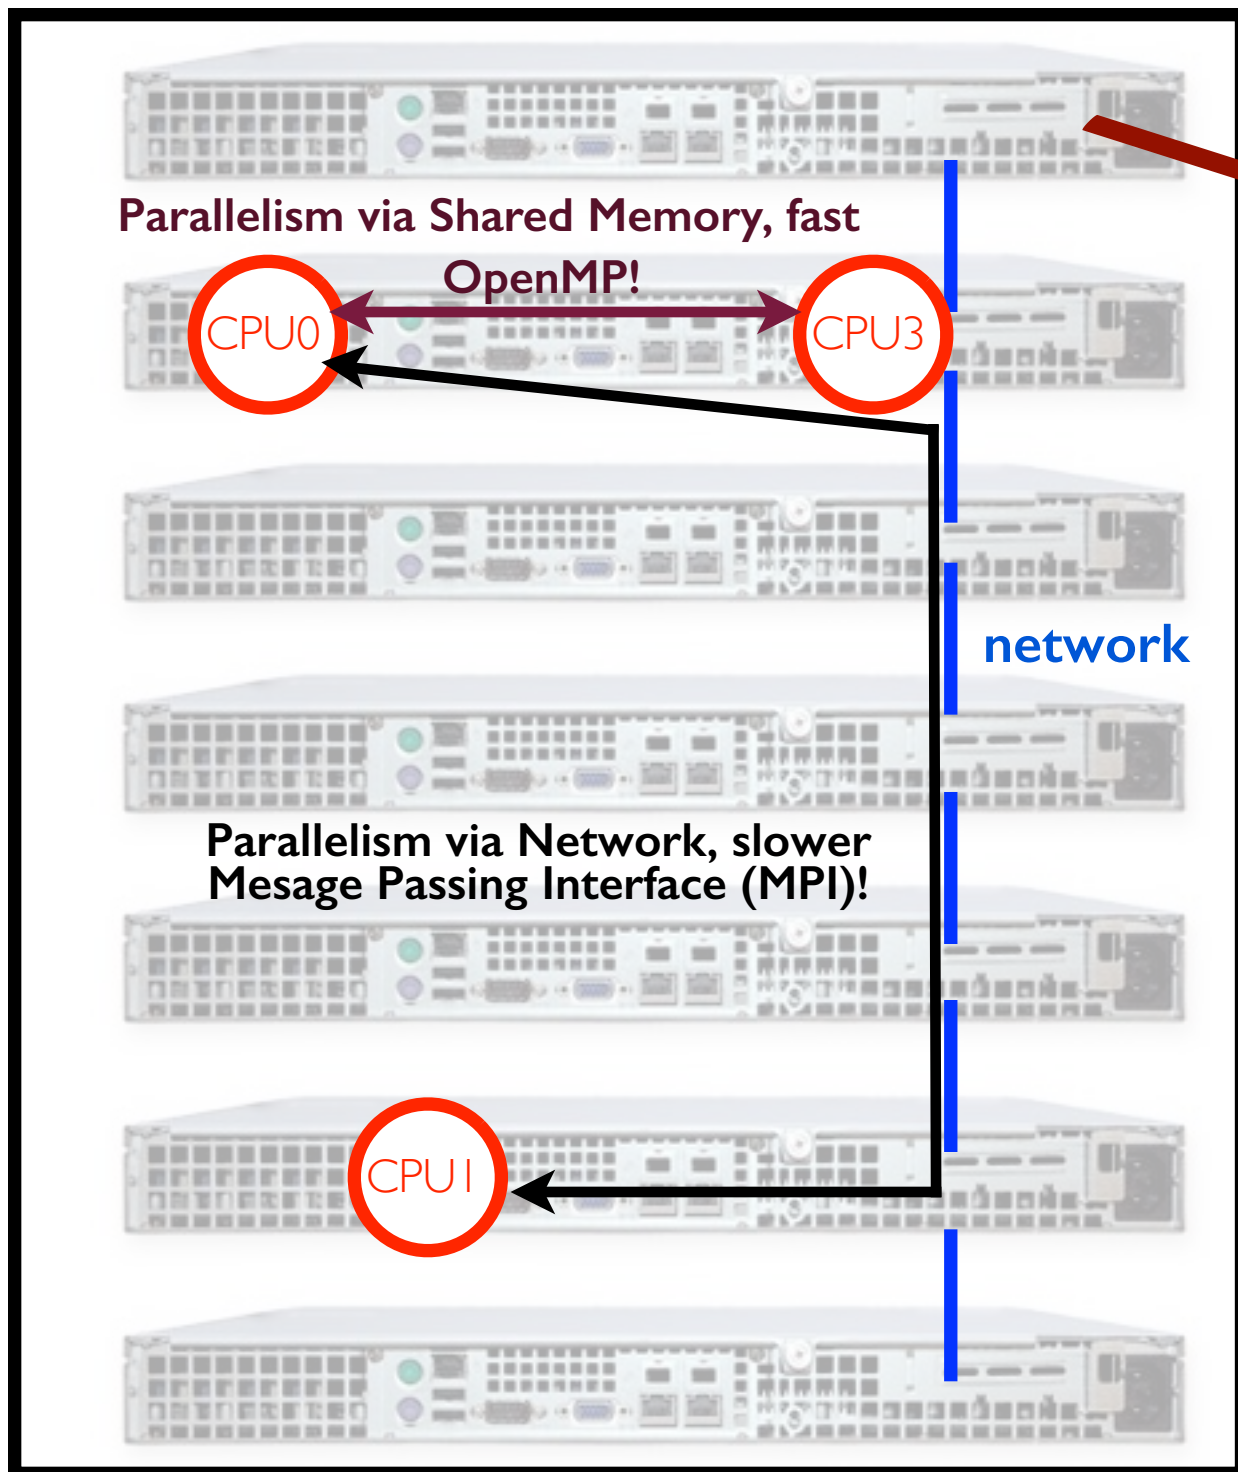 Parallelism via Shared Memory, fast
OpenMP!
CPU0
CPU3
network
Parallelism via Network, slower
Mesage Passing Interface (MPI)!
CPU1